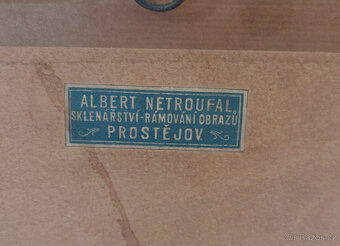 ALBERT NETROUFAL,
SKLENÁŘSTVÍ-RÁMOVÁNÍ OBRAZŮ
PROSTĚJOV